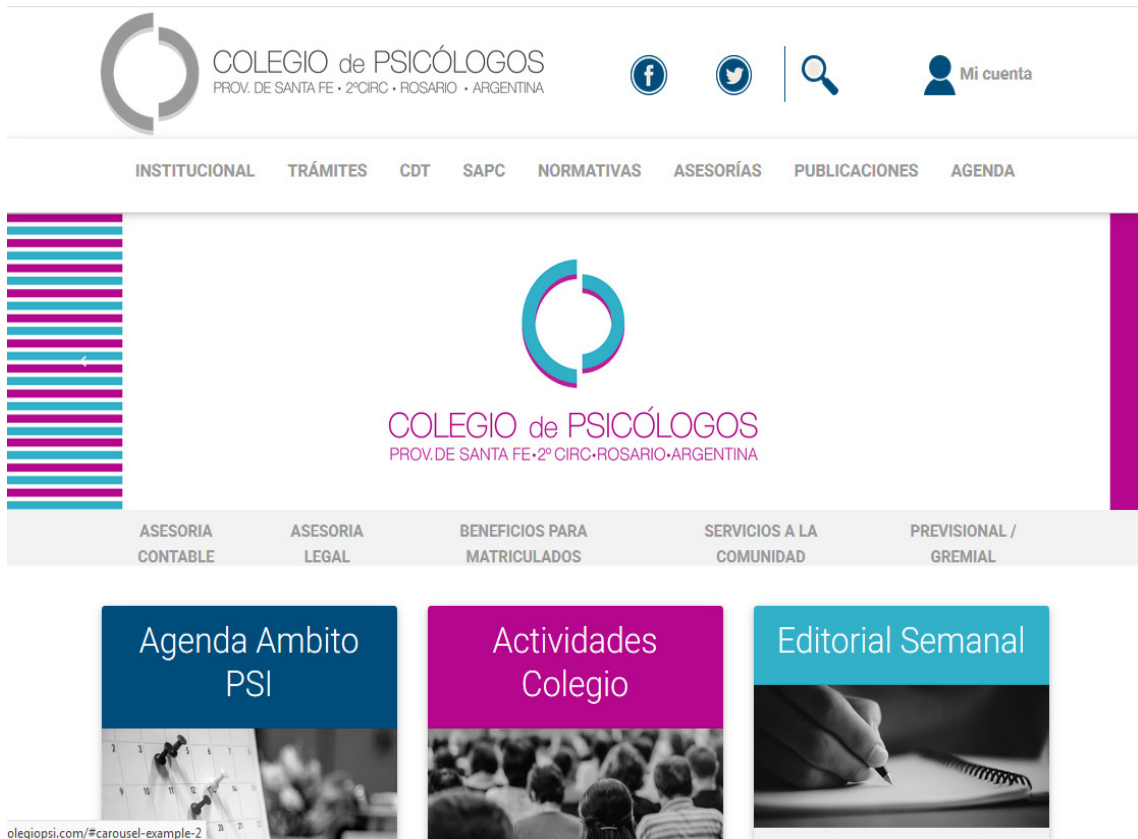 COLEGIO de PSICÓLOGOS
PROV. DE SANTA FE • 2ºCIRC • ROSARIO • ARGENTINA
Mi cuenta
INSTITUCIONAL TRÁMITES CDT SAPC NORMATIVAS ASESORÍAS PUBLICACIONES AGENDA
COLEGIO de PSICÓLOGOS
PROV. DE SANTA FE•2º CIRC•ROSARIO•ARGENTINA
ASESORIA
CONTABLE
ASESORIA
LEGAL
BENEFICIOS PARA
MATRICULADOS
SERVICIOS A LA
COMUNIDAD
PREVISIONAL /
GREMIAL
Agenda Ambito
PSI
Actividades
Colegio
Editorial Semanal
olegiopsi.com/#carousel-example-2